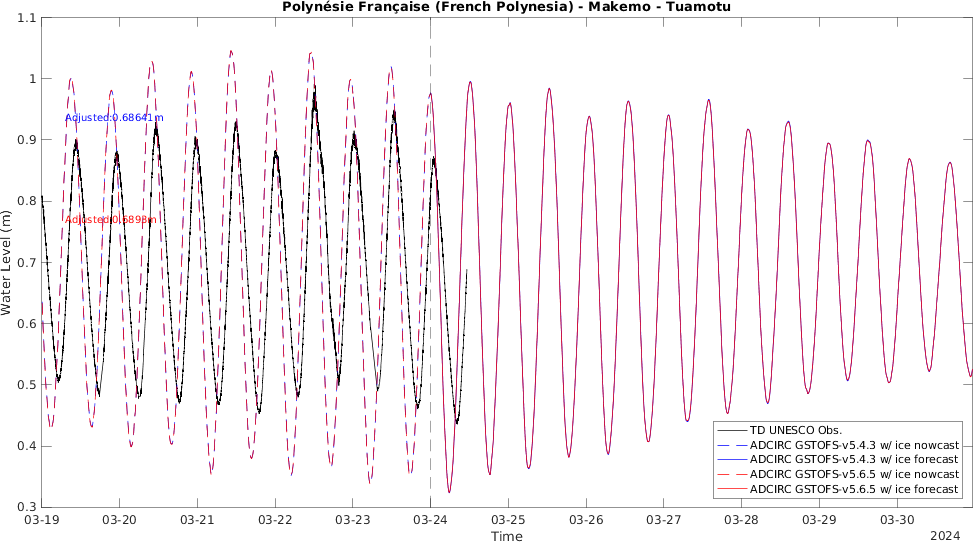 Polynésie Française (French Polynesia) - Makemo - Tuamotu
1.1
1
0.9
0.8
0.7
0.6
0.5
0.4
0.3
Water Level (m)
Adjusted:0.68641m
Adjusted:0.6898m
TD UNESCO Obs.
ADCIRC GSTOFS-v5.4.3 w/ ice nowcast
ADCIRC GSTOFS-v5.4.3 w/ ice forecast
ADCIRC GSTOFS-v5.6.5 w/ ice nowcast
ADCIRC GSTOFS-v5.6.5 w/ ice forecast
03-19 03-20 03-21 03-22 03-23 03-24 03-25 03-26 03-27 03-28 03-29 03-30
Time
2024